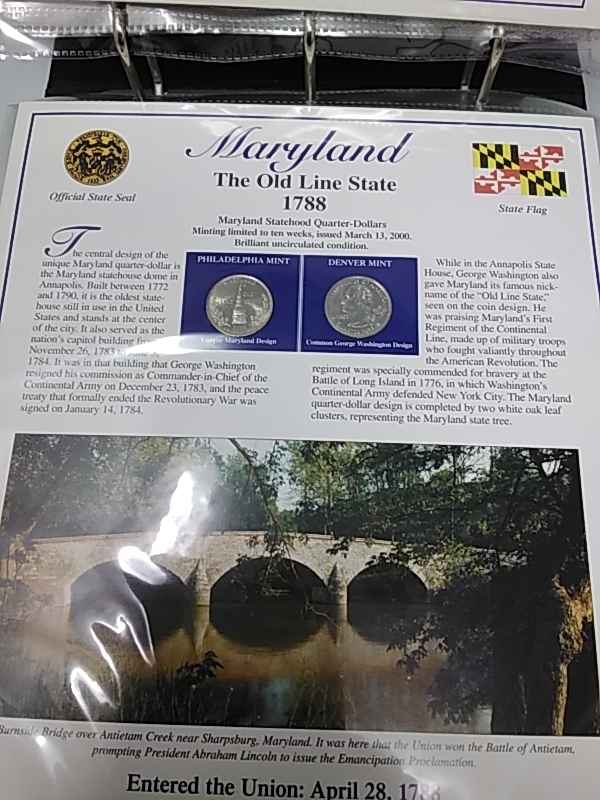 Maryland
The Old Line State
1788
Official State Seal
State Flag
Maryland Statehood Quarter-Dollars
Minting limited to ten weeks, issued March 13, 2000.
Brilliant uncirculated condition.
The central design of the
unique Maryland quarter-dollar is
the Maryland statehouse dome in
Annapolis. Built between 1772
and 1790, it is the oldest state-
house still in use in the United
States and stands at the center
of the city. It also served as the
nation's capitol building
November 26, 1783
1784. It was in that building that George Washington
resigned his commission as Commander-in-Chief of the
Continental Army on December 23, 1783, and the peace
treaty that formally ended the Revolutionary War was
signed on January 14, 1784.
PHILADELPHIA MINT
Maryland Design
DENVER MINT
Common George Washington Design
While in the Annapolis State
House, George Washington also
gave Maryland its famous nick-
name of the "Old Line State,"
seen on the coin design. He
was praising Maryland's First
Regiment of the Continental
Line, made up of military troops
who fought valiantly throughout
the American Revolution. The
regiment was specially commended for bravery at the
Battle of Long Island in 1776, in which Washington's
Continental Army defended New York City. The Maryland
quarter-dollar design is completed by two white oak leaf
clusters, representing the Maryland state tree.
Burnside Bridge over Antietam Creek near Sharpsburg, Maryland. It was here that the Union won the Battle of Antietam,
prompting President Abraham Lincoln to issue the Emancipation Proclamation.
Entered the Union: April 28, 1788